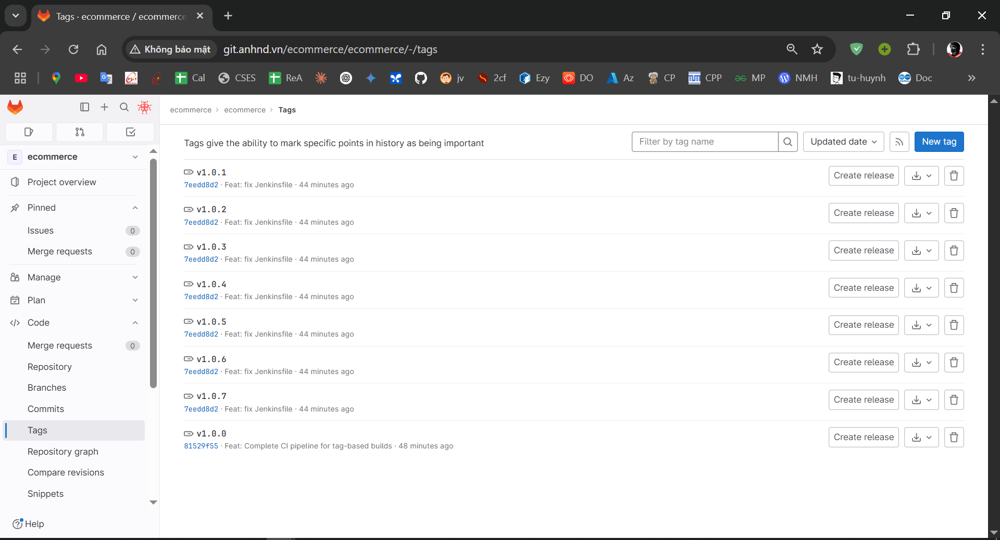 Tags · ecommerce / ecommerce
Không bảo mật
git.anhnd.vn/ecommerce/ecommerce/-/tags
Cal
CSES
ReA
jv
2cf
Ezy
DO
Az
CP
CPP
MP
NMH
tu-huynh
Doc
ecommerce > ecommerce > Tags
E ecommerce
Project overview
Pinned
Issues 0
Merge requests 0
Manage
Plan
Code
Merge requests 0
Repository
Branches
Commits
Tags
Repository graph
Compare revisions
Snippets
Help
Tags give the ability to mark specific points in history as being important
Filter by tag name
Updated date
New tag
v1.0.1
7eedd8d2 · Feat: fix Jenkinsfile · 44 minutes ago
Create release
v1.0.2
7eedd8d2 · Feat: fix Jenkinsfile · 44 minutes ago
Create release
v1.0.3
7eedd8d2 · Feat: fix Jenkinsfile · 44 minutes ago
Create release
v1.0.4
7eedd8d2 · Feat: fix Jenkinsfile · 44 minutes ago
Create release
v1.0.5
7eedd8d2 · Feat: fix Jenkinsfile · 44 minutes ago
Create release
v1.0.6
7eedd8d2 · Feat: fix Jenkinsfile · 44 minutes ago
Create release
v1.0.7
7eedd8d2 · Feat: fix Jenkinsfile · 44 minutes ago
Create release
v1.0.0
81529f55 · Feat: Complete CI pipeline for tag-based builds · 48 minutes ago
Create release